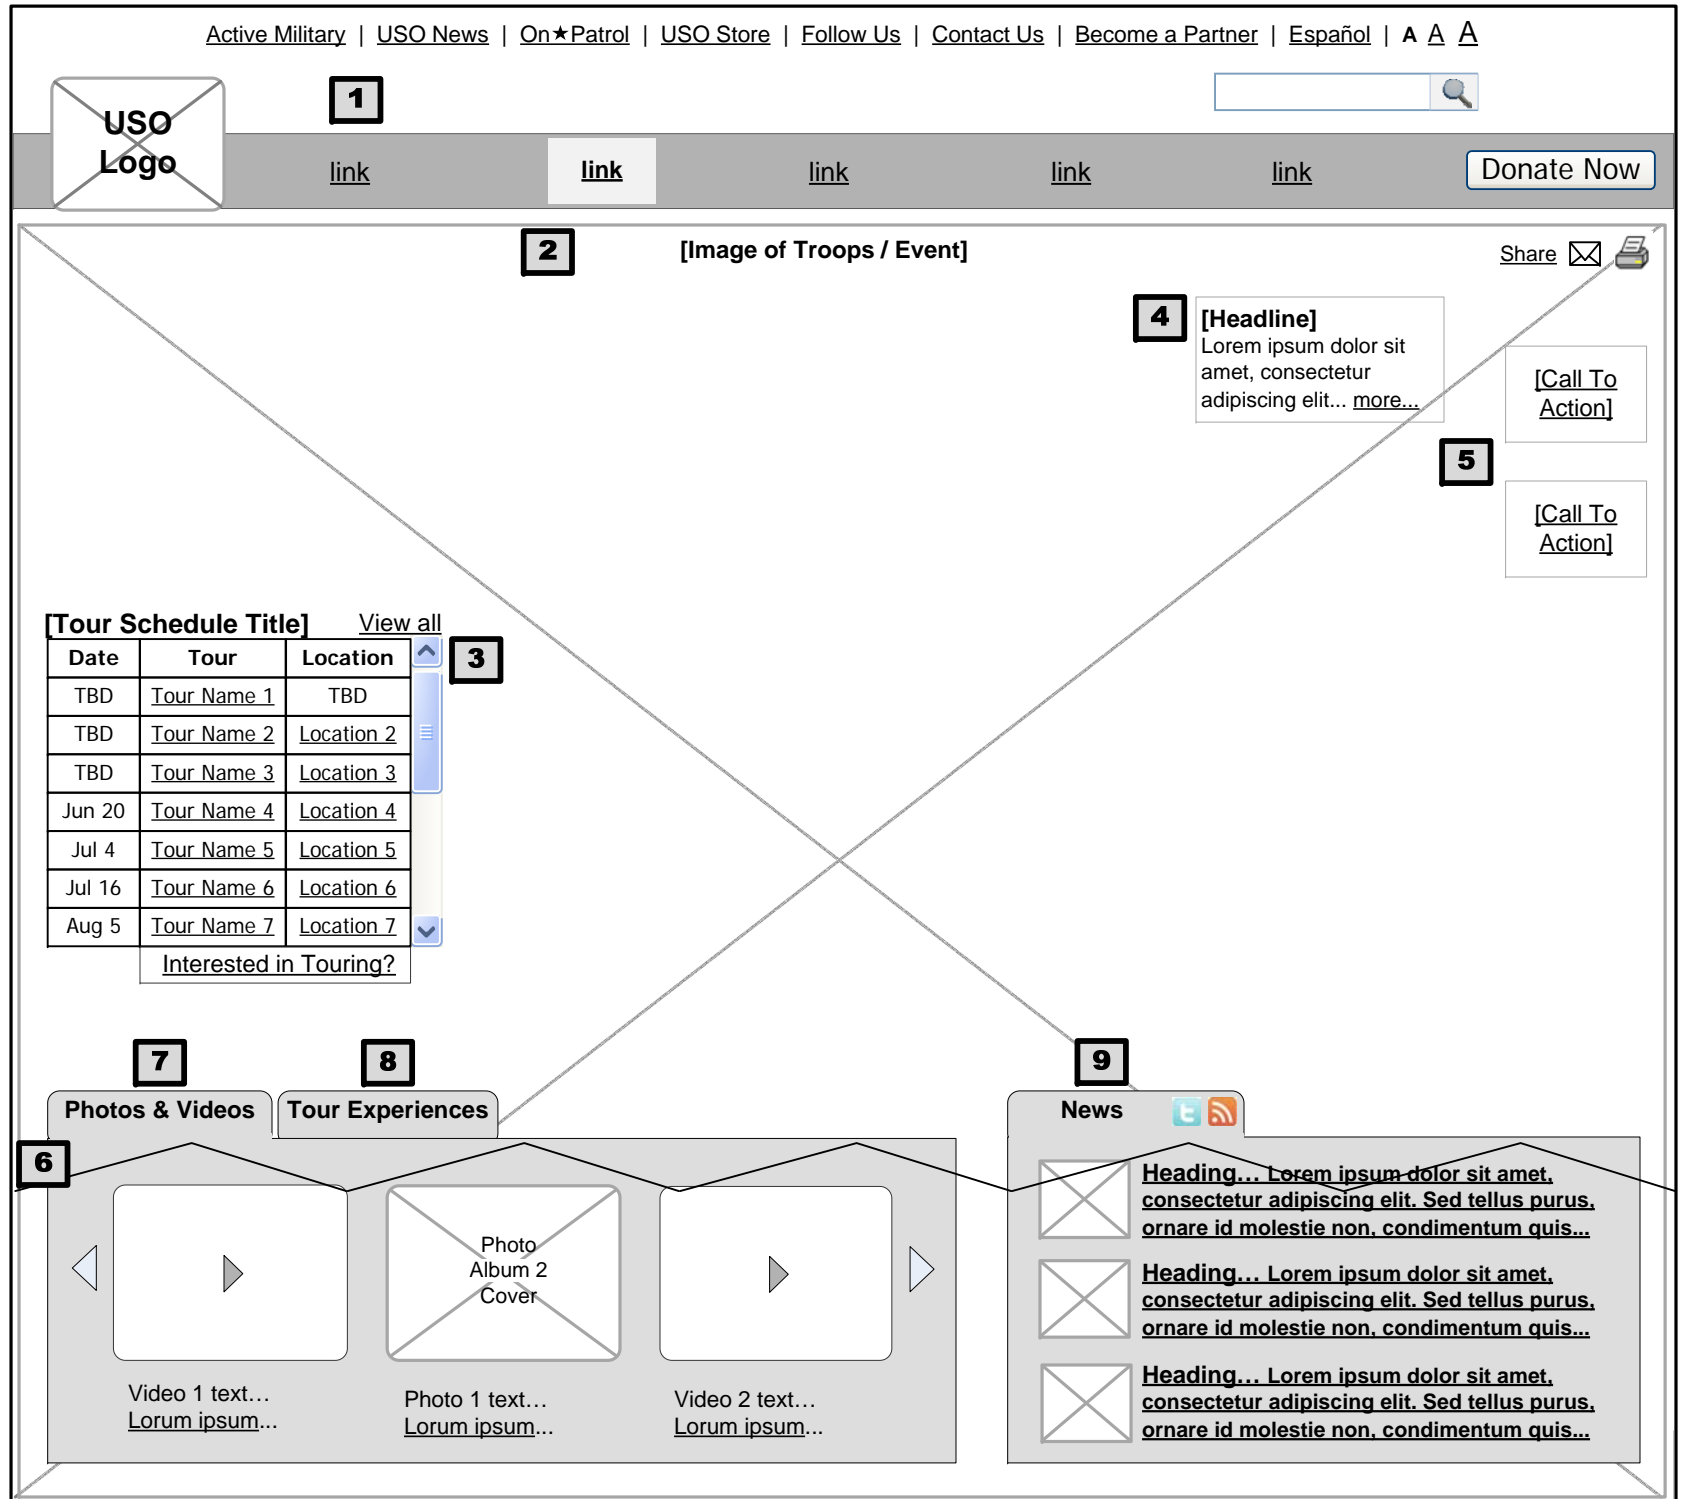 Active Military | USO News | On★Patrol | USO Store | Follow Us | Contact Us | Become a Partner | Español | A A A
1
USO
Logo
link link link link link Donate Now
2 [Image of Troops / Event] Share
4 [Headline]
Lorem ipsum dolor sit
amet, consectetur
adipiscing elit... more...
[Call To
Action]
5
[Call To
Action]
[Tour Schedule Title] View all
3
Date Tour Location
TBD Tour Name 1 TBD
TBD Tour Name 2 Location 2
TBD Tour Name 3 Location 3
Jun 20 Tour Name 4 Location 4
Jul 4 Tour Name 5 Location 5
Jul 16 Tour Name 6 Location 6
Aug 5 Tour Name 7 Location 7
Interested in Touring?
7 8 9
Photos & Videos Tour Experiences
6
Photo
Album 2
Cover
Video 1 text…
Lorum ipsum...
Photo 1 text…
Lorum ipsum...
Video 2 text…
Lorum ipsum...
News t
Heading… Lorem ipsum dolor sit amet,
consectetur adipiscing elit. Sed tellus purus,
ornare id molestie non, condimentum quis...
Heading… Lorem ipsum dolor sit amet,
consectetur adipiscing elit. Sed tellus purus,
ornare id molestie non, condimentum quis...
Heading… Lorem ipsum dolor sit amet,
consectetur adipiscing elit. Sed tellus purus,
ornare id molestie non, condimentum quis...